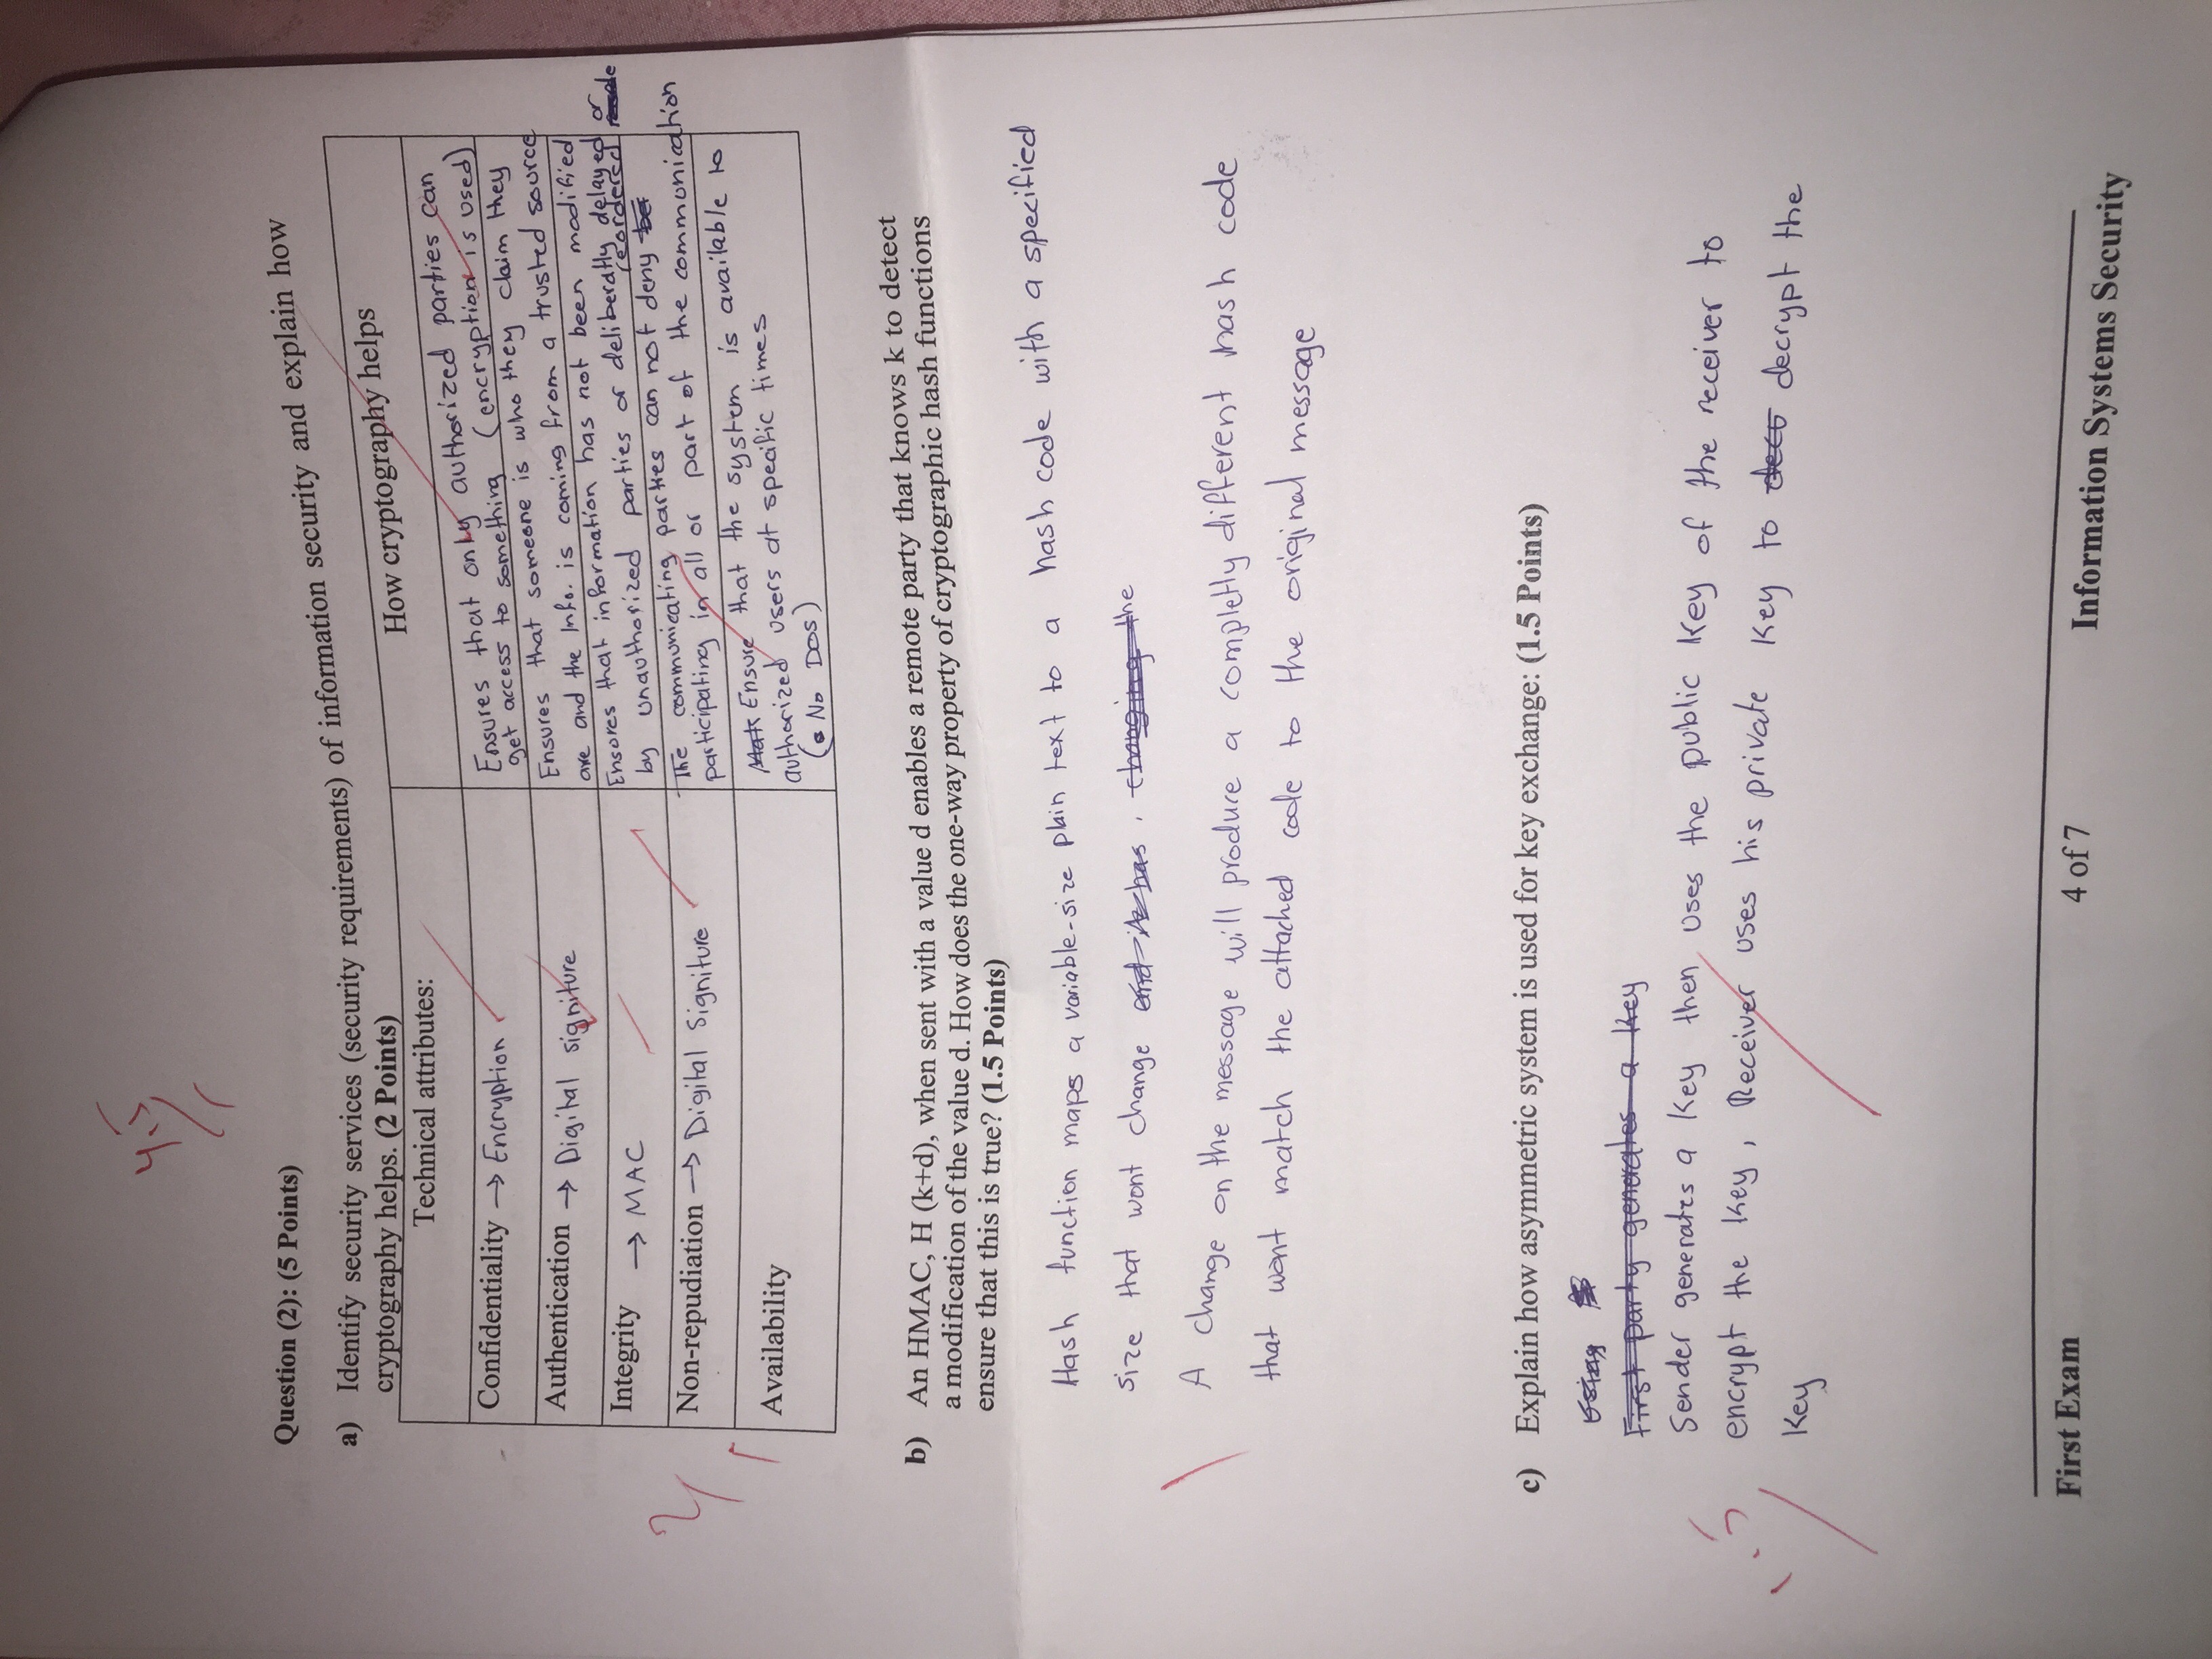 4.5
Question (2): (5 Points)
a) Identify security services (security requirements) of information security and explain how
cryptography helps. (2 Points)
Technical attributes:
How cryptography helps
Confidentiality → Encryption
Ensures that only authorized parties can
get access to something (encryption is used)
Authentication → Digital signiture
Ensures that someone is who they claim they
are and the Info. is coming from a trusted source
Integrity → MAC
Ensores that information has not been modified
by unauthorized parties or deliberatly delayed or
reordered
Non-repudiation → Digital Signiture
The communicating parties can not deny
participating in all or part of the communication
2
Availability
Ensure that the system is available to
authorized users at specific times
(No DOS)
b) An HMAC, H (k+d), when sent with a value d enables a remote party that knows k to detect
a modification of the value d. How does the one-way property of cryptographic hash functions
ensure that this is true? (1.5 Points)
Hash function maps a variable-size plain text to a hash code with a specified
size that wont change . the
A change on the message will produce a completly different hash code
that wont match the attached code to the original message
1
c) Explain how asymmetric system is used for key exchange: (1.5 Points)
Using
First party generates a key
Sender generates a Key then uses the public key of the receiver to
encrypt the key, Receiver uses his private key to decrypt the
Key
1.5
First Exam
4 of 7
Information Systems Security